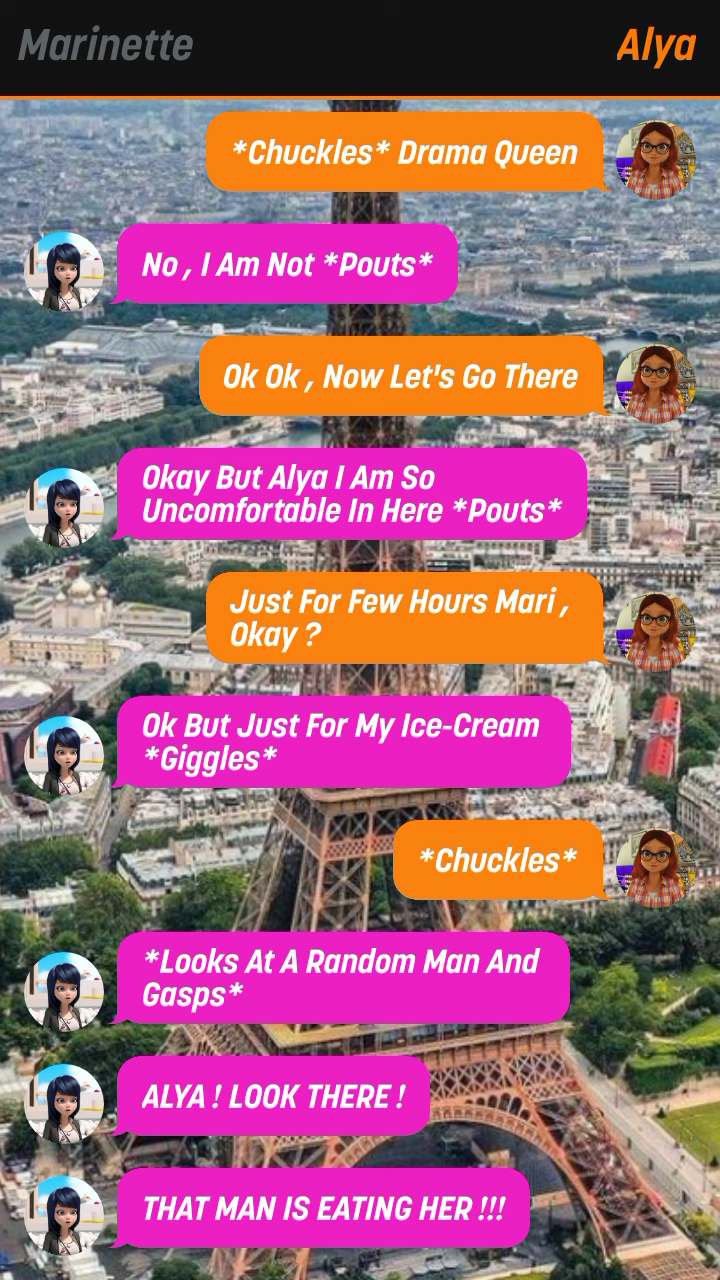 Marinette
Alya
*Chuckles* Drama Queen
No , I Am Not *Pouts*
Ok Ok , Now Let's Go There
Okay But Alya I Am So
Uncomfortable In Here *Pouts*
Just For Few Hours Mari ,
Okay ?
Ok But Just For My Ice-Cream
*Giggles*
*Chuckles*
*Looks At A Random Man And
Gasps*
ALYA ! LOOK THERE !
THAT MAN IS EATING HER !!!